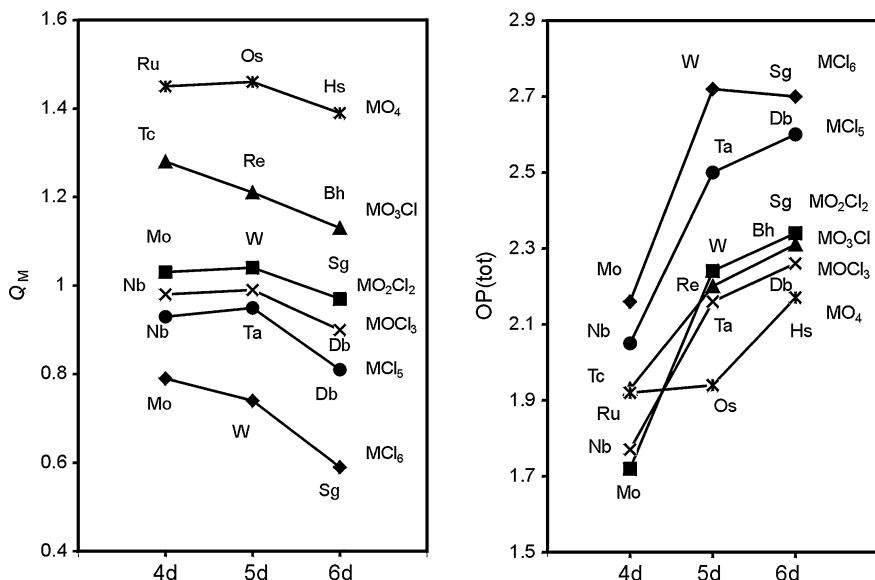 1.6
1.4
1.2
1
0.8
0.6
0.4
Q_M
Ru
Os
Hs
MO₄
Tc
Re
Bh
MO₃Cl
Mo
W
Sg
MO₂Cl₂
Nb
MOCl₃
Nb
Ta
Db
MCl₅
Db
Mo
W
MCl₆
Sg
4d
5d
6d
2.9
2.7
2.5
2.3
2.1
1.9
1.7
1.5
OP(tot)
W
Sg
MCl₆
Db
MCl₅
Ta
Sg
MO₂Cl₂
Bh
W
MO₃Cl
MOCl₃
Mo
Re
Db
MO₄
Nb
Ta
Hs
Tc
Ru
Os
Nb
Mo
4d
5d
6d